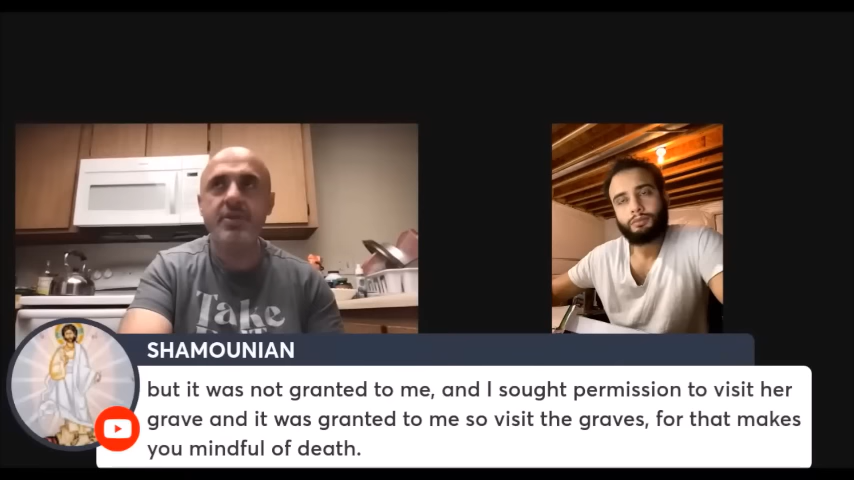 Take
SHAMOUNIAN
but it was not granted to me, and I sought permission to visit her
grave and it was granted to me so visit the graves, for that makes
you mindful of death.